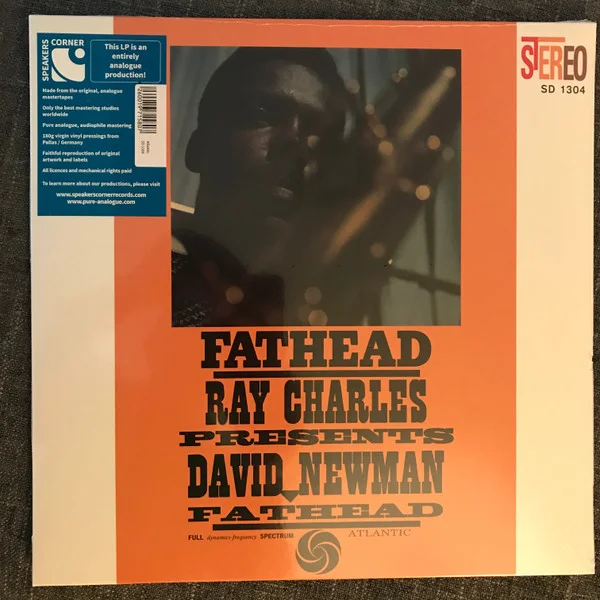 SPEAKERS
CORNER
This LP is an
entirely
analogue
production!
Made from the original, analogue
mastertapes
Only the best mastering studios
worldwide
Pure analogue, audiophile mastering
180g virgin vinyl pressings from
Pallas / Germany
Faithful reproduction of original
artwork and labels
All licences and mechanical rights paid
To learn more about our productions, please visit
www.speakerscornerrecords.com
www.pure-analogue.com
STEREO
SD 1304
FATHEAD
RAY CHARLES
PRESENTS
DAVID NEWMAN
FATHEAD
FULL dynamics-frequency SPECTRUM
ATLANTIC